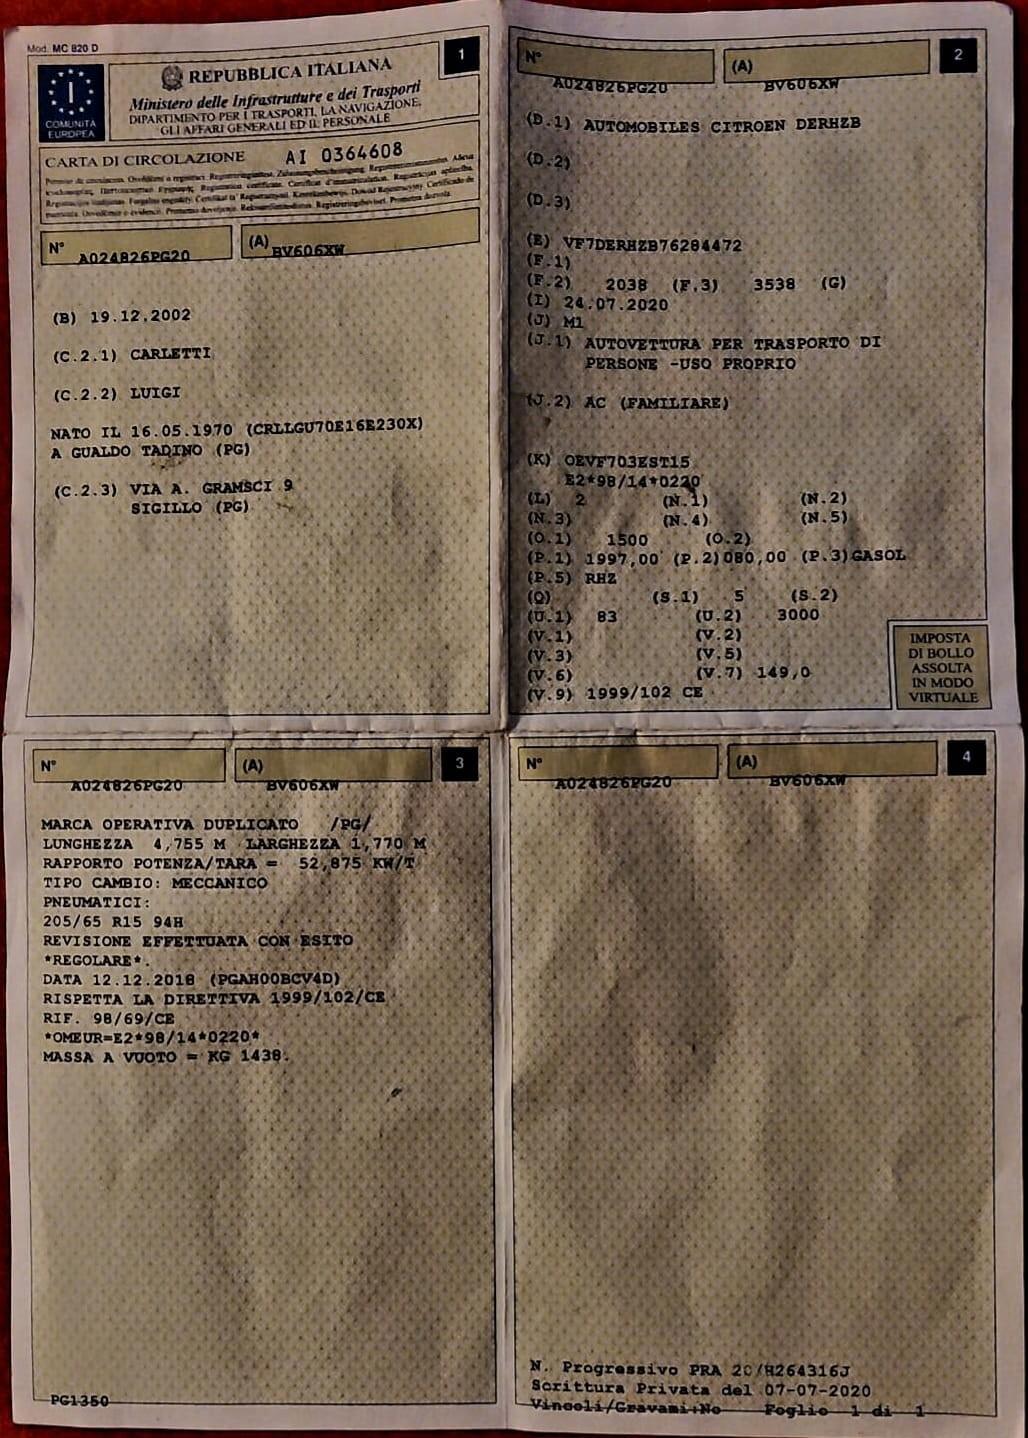 Mod. MC 820 D
1
I
COMUNITÀ
EUROPEA
REPUBBLICA ITALIANA
Ministero delle Infrastrutture e dei Trasporti
DIPARTIMENTO PER I TRASPORTI, LA NAVIGAZIONE,
GLI AFFARI GENERALI ED IL PERSONALE
CARTA DI CIRCOLAZIONE AI 0364608
N° A024826PG20 (A) BV606XW
(B) 19.12.2002
(C.2.1) CARLETTI
(C.2.2) LUIGI
NATO IL 16.05.1970 (CRLLGU70E16E230X)
A GUALDO TADINO (PG)
(C.2.3) VIA A. GRAMSCI 9
SIGILLO (PG)
2
N° A024826PG20 (A) BV606XW
(D.1) AUTOMOBILES CITROEN DERHZB
(D.2)
(D.3)
(E) VF7DERHZB76284472
(F.1)
(F.2) 2038 (F.3) 3538 (G)
(I) 24.07.2020
(J) M1
(J.1) AUTOVETTURA PER TRASPORTO DI
PERSONE -USO PROPRIO
(J.2) AC (FAMILIARE)
(K) OEVF703EST15
E2*98/14*0220
(L) 2 (N.1) (N.2)
(N.3) (N.4) (N.5)
(O.1) 1500 (O.2)
(P.1) 1997,00 (P.2)080,00 (P.3)GASOL
(P.5) RHZ
(Q) (S.1) 5 (S.2)
(U.1) 83 (U.2) 3000
(V.1) (V.2)
(V.3) (V.5)
(V.6) (V.7) 149,0
(V.9) 1999/102 CE
IMPOSTA
DI BOLLO
ASSOLTA
IN MODO
VIRTUALE
3
N° A024826PG20 (A) BV606XW
MARCA OPERATIVA DUPLICATO /PG/
LUNGHEZZA 4,755 M LARGHEZZA 1,770 M
RAPPORTO POTENZA/TARA = 52,875 KW/T
TIPO CAMBIO: MECCANICO
PNEUMATICI:
205/65 R15 94H
REVISIONE EFFETTUATA CON ESITO
*REGOLARE*.
DATA 12.12.2018 (PGAH00BCV4D)
RISPETTA LA DIRETTIVA 1999/102/CE
RIF. 98/69/CE
*OMEUR=E2*98/14*0220*
MASSA A VUOTO = KG 1438.
PG1350
4
N° A024826PG20 (A) BV606XW
N. Progressivo PRA 20/H264316J
Scrittura Privata del 07-07-2020
Vincoli/Gravami:No Foglio 1 di 1